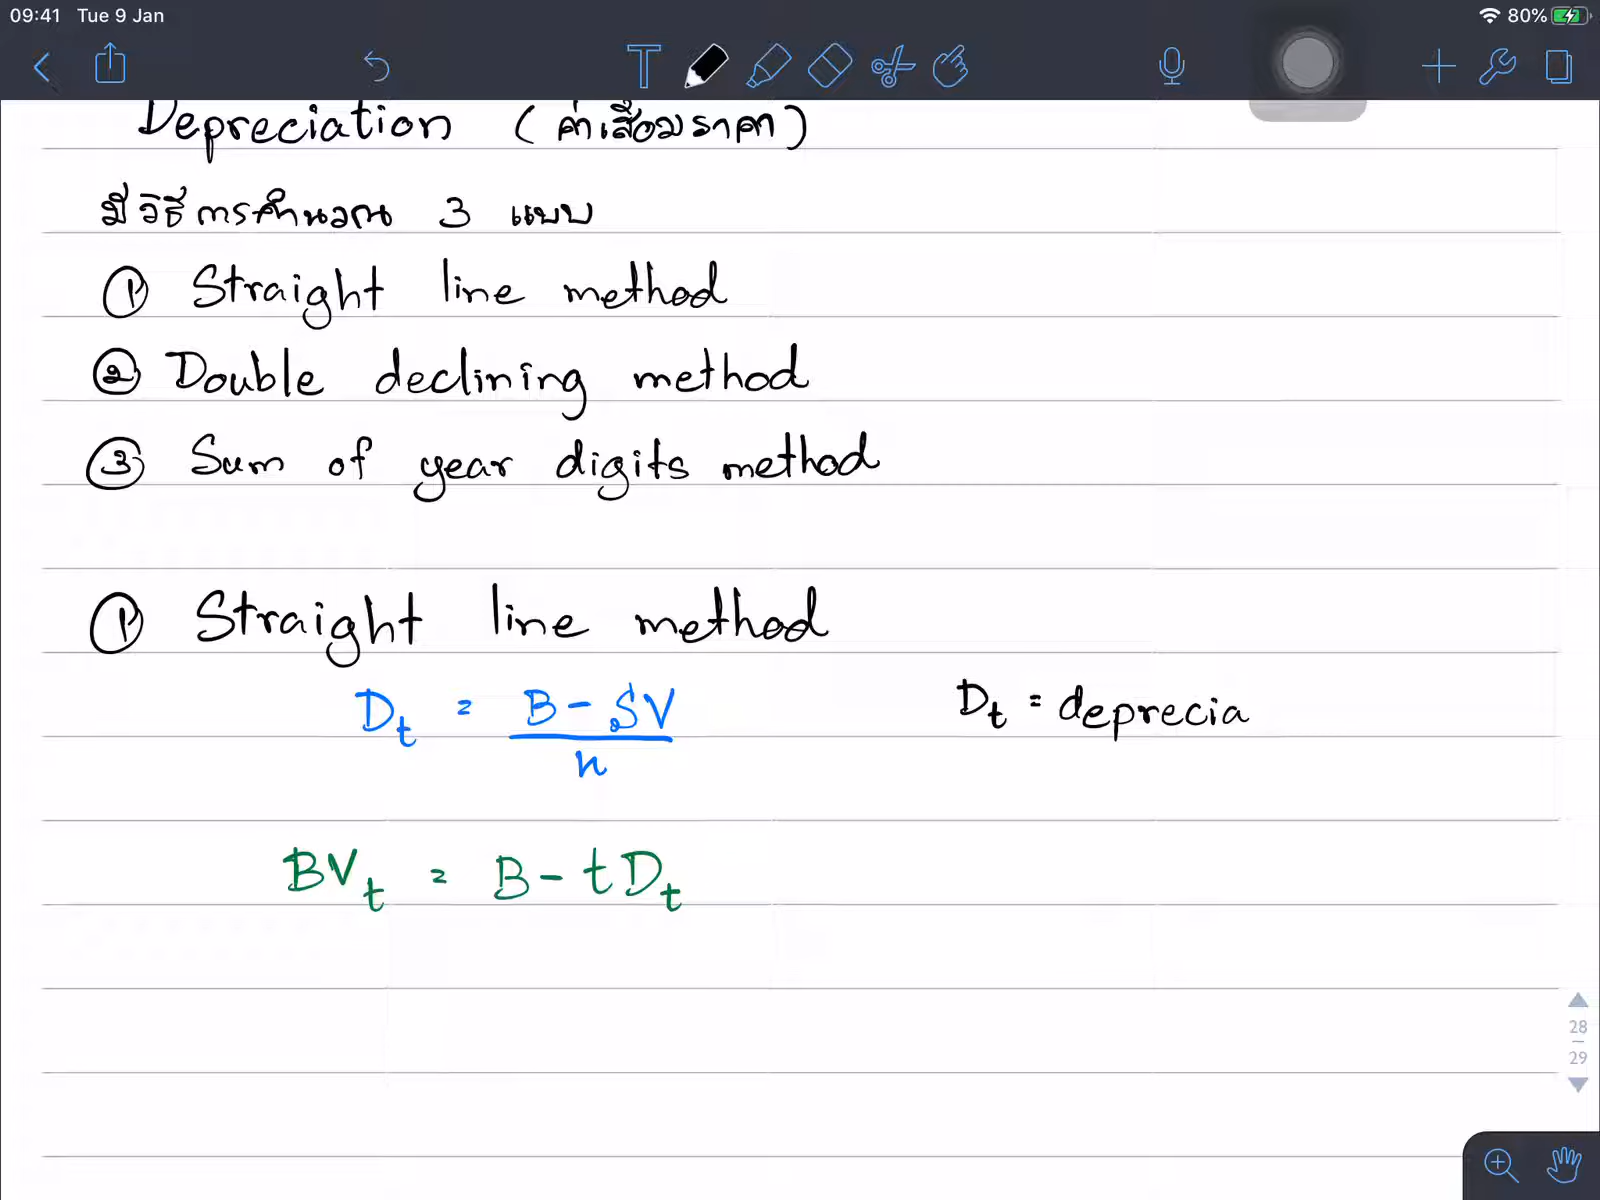 09:41 Tue 9 Jan 80%
T
Depreciation (ค่าเสื่อมราคา)
มีวิธีการคำนวณ 3 แบบ
① Straight line method
② Double declining method
③ Sum of year digits method
① Straight line method
Dt = B - SV / n
Dt = deprecia
BVt = B - tDt
28
29